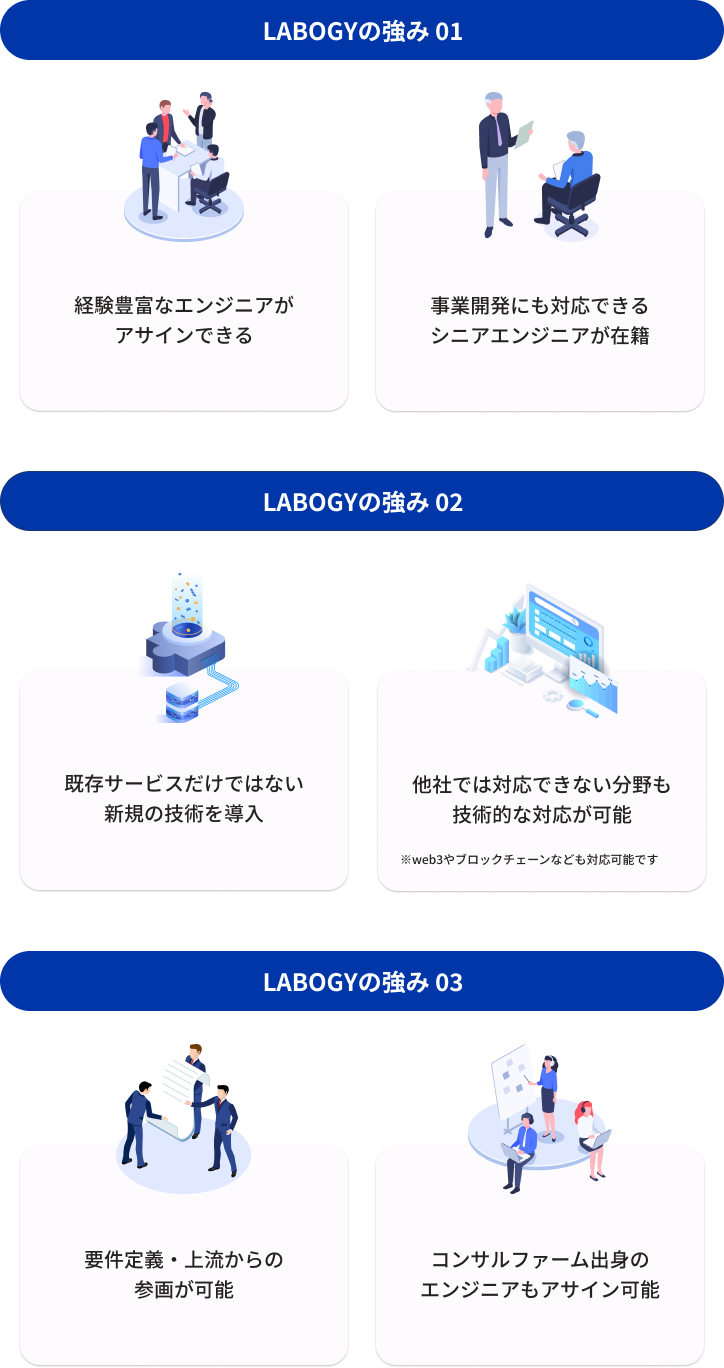 LABOGYの強み 01
経験豊富なエンジニアが
アサインできる
事業開発にも対応できる
シニアエンジニアが在籍
LABOGYの強み 02
既存サービスだけではない
新規の技術を導入
他社では対応できない分野も
技術的な対応が可能
※web3やブロックチェーンなども対応可能です
LABOGYの強み 03
要件定義・上流からの
参画が可能
コンサルファーム出身の
エンジニアもアサイン可能